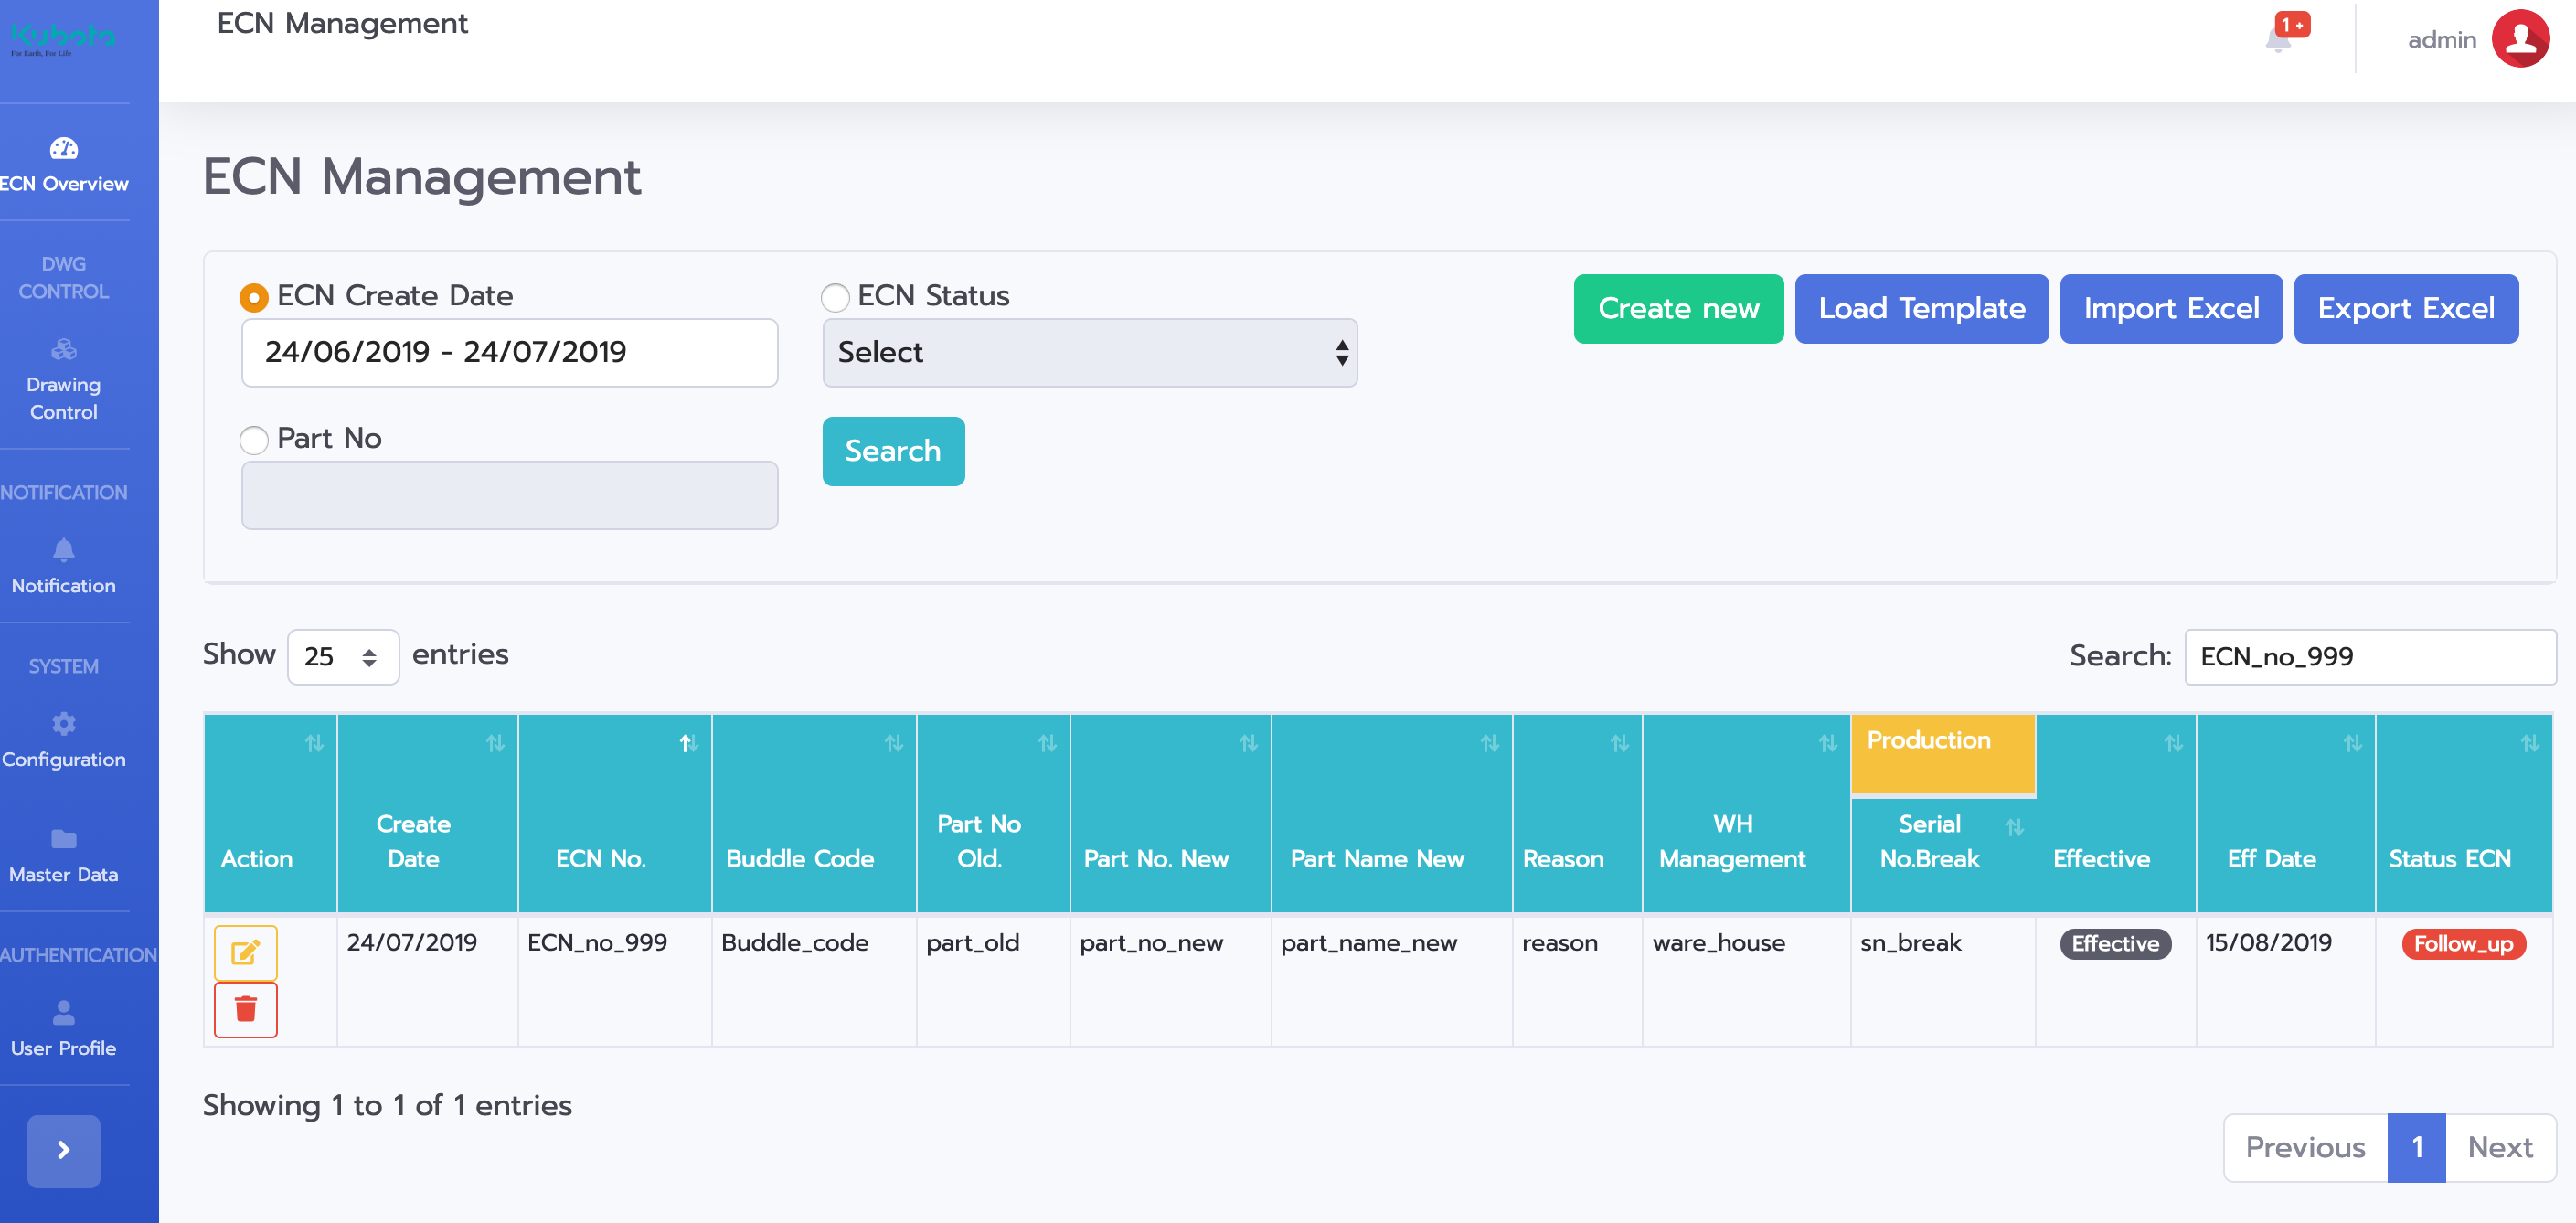 Kubota
For Earth, For Life
ECN Management
1+
admin
ECN Overview
DWG
CONTROL
Drawing
Control
NOTIFICATION
Notification
SYSTEM
Configuration
Master Data
AUTHENTICATION
User Profile
ECN Management
ECN Create Date
24/06/2019 - 24/07/2019
ECN Status
Select
Create new
Load Template
Import Excel
Export Excel
Part No
Search
Show 25 entries
Search: ECN_no_999
Action
Create
Date
ECN No.
Buddle Code
Part No
Old.
Part No. New
Part Name New
Reason
WH
Management
Production
Serial
No.Break
Effective
Eff Date
Status ECN
24/07/2019
ECN_no_999
Buddle_code
part_old
part_no_new
part_name_new
reason
ware_house
sn_break
Effective
15/08/2019
Follow_up
Showing 1 to 1 of 1 entries
Previous
1
Next